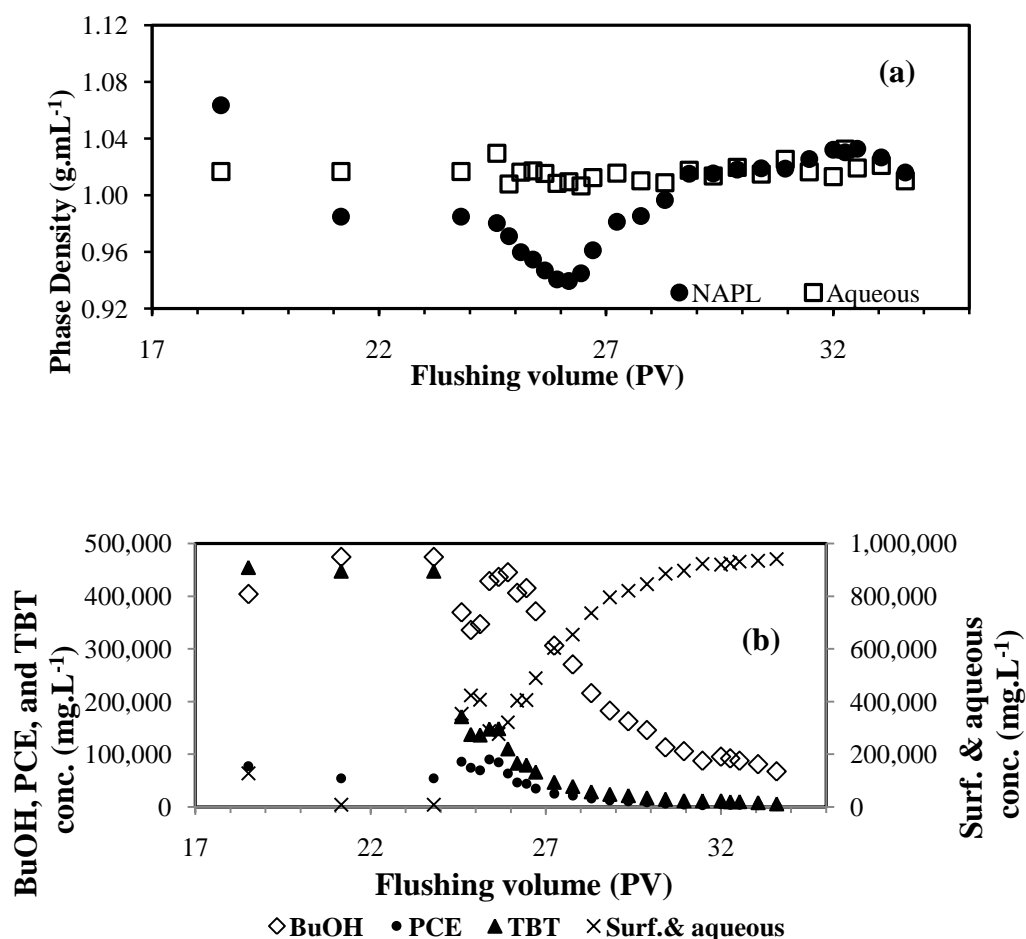 1.12
1.08
1.04
1.00
0.96
0.92
Phase Density (g.mL-1)
(a)
NAPL Aqueous
17 22 27 32
Flushing volume (PV)
BuOH, PCE, and TBT
conc. (mg.L-1)
500,000
400,000
300,000
200,000
100,000
0
(b)
1,000,000
800,000
600,000
400,000
200,000
0
Surf. & aqueous
conc. (mg.L-1)
17 22 27 32
Flushing volume (PV)
BuOH PCE TBT Surf.& aqueous